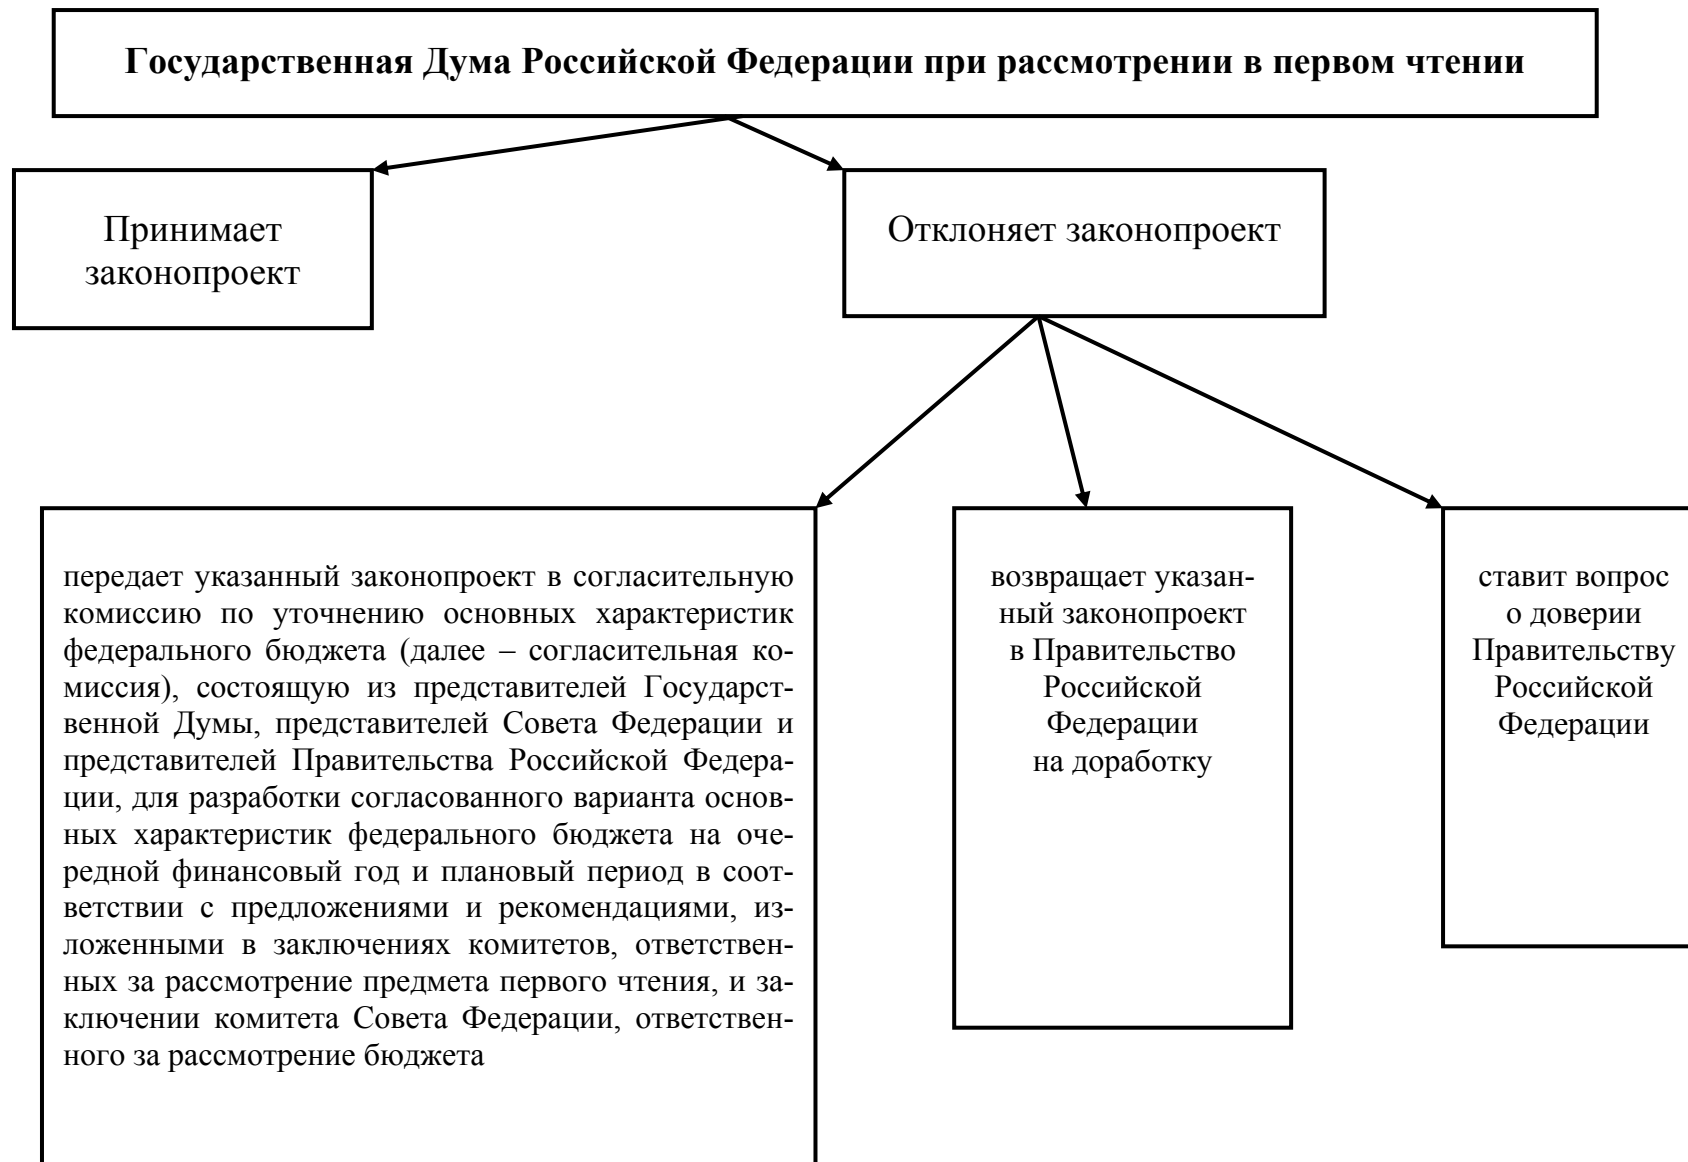 Государственная Дума Российской Федерации при рассмотрении в первом чтении
Принимает
законопроект
Отклоняет законопроект
передает указанный законопроект в согласительную
комиссию по уточнению основных характеристик
федерального бюджета (далее – согласительная ко-
миссия), состоящую из представителей Государст-
венной Думы, представителей Совета Федерации и
представителей Правительства Российской Федера-
ции, для разработки согласованного варианта основ-
ных характеристик федерального бюджета на оче-
редной финансовый год и плановый период в соот-
ветствии с предложениями и рекомендациями, из-
ложенными в заключениях комитетов, ответствен-
ных за рассмотрение предмета первого чтения, и за-
ключении комитета Совета Федерации, ответствен-
ного за рассмотрение бюджета
возвращает указан-
ный законопроект
в Правительство
Российской
Федерации
на доработку
ставит вопрос
о доверии
Правительству
Российской
Федерации